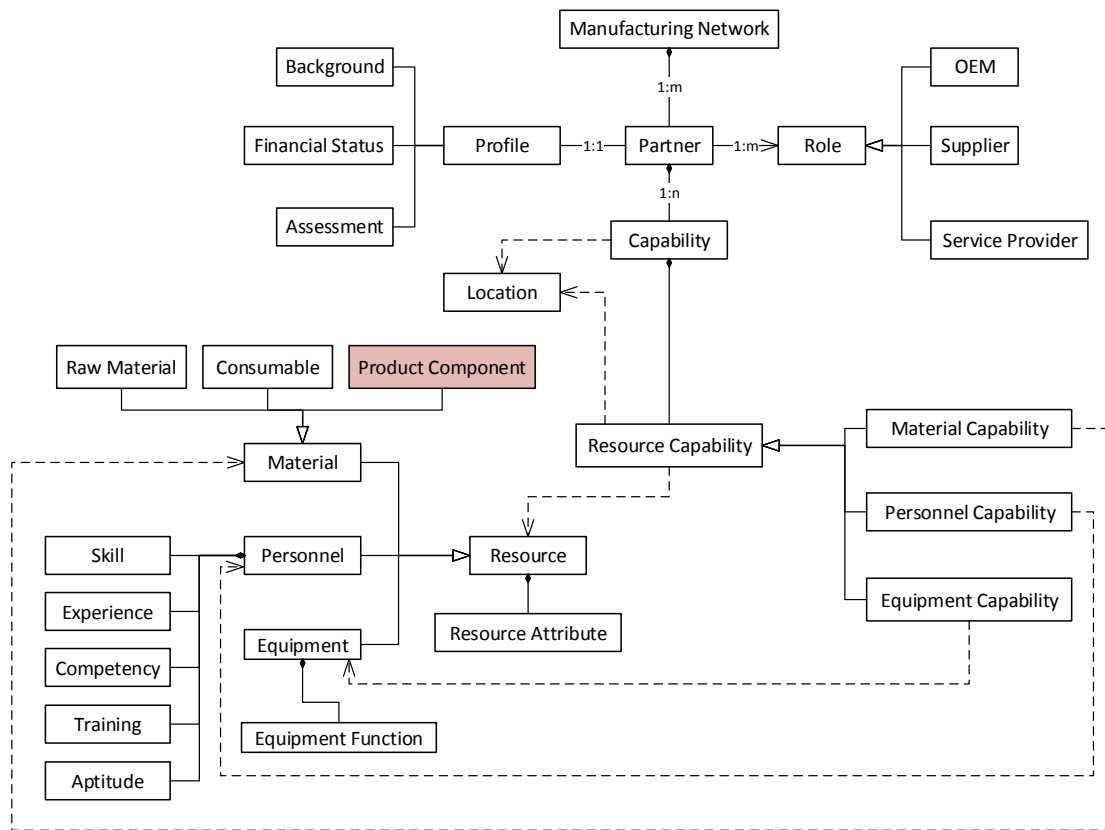 Manufacturing Network
Background
OEM
1:m
Financial Status
Profile
1:1
Partner
1:m
Role
Supplier
1:n
Assessment
Capability
Service Provider
Location
Raw Material
Consumable
Product Component
Material Capability
Resource Capability
Material
Personnel Capability
Skill
Personnel
Resource
Equipment Capability
Experience
Resource Attribute
Equipment
Competency
Training
Equipment Function
Aptitude